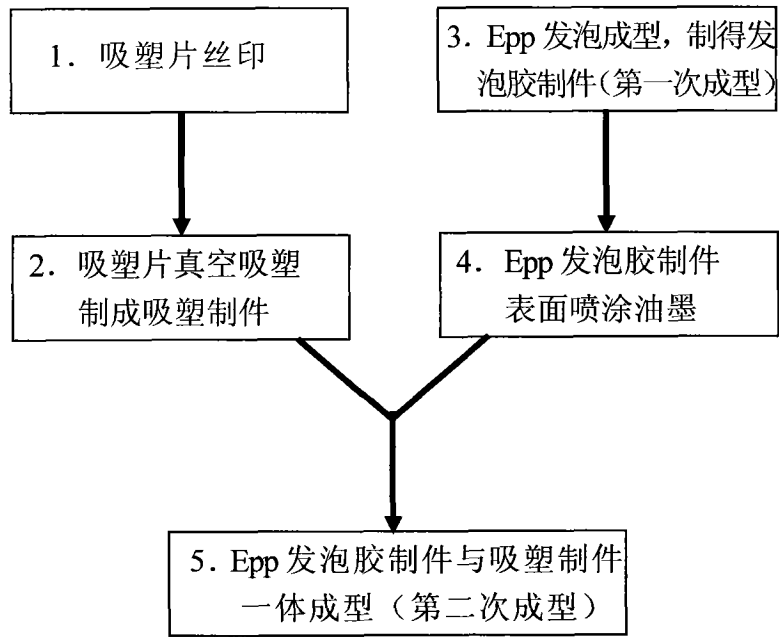 1. 吸塑片丝印
3. Epp 发泡成型，制得发
泡胶制件（第一次成型）
2. 吸塑片真空吸塑
制成吸塑制件
4. Epp 发泡胶制件
表面喷涂油墨
5. Epp 发泡胶制件与吸塑制件
一体成型（第二次成型）